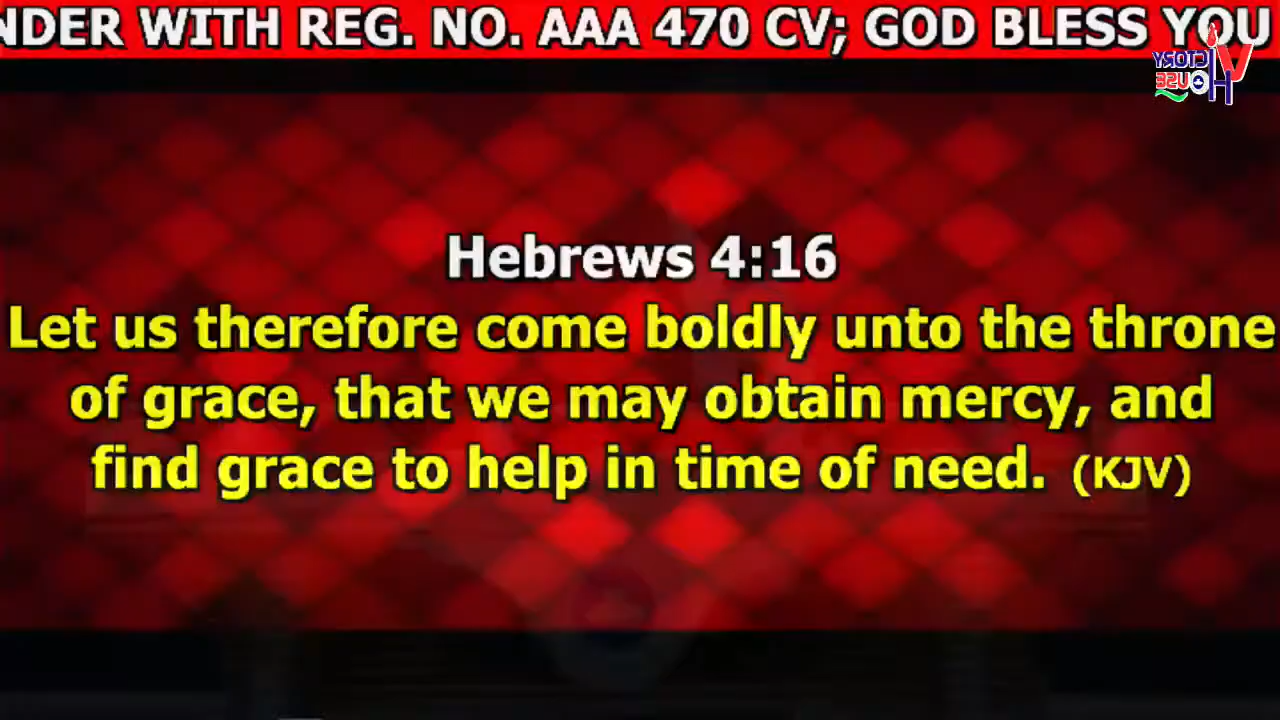 NDER WITH REG. NO. AAA 470 CV; GOD BLESS YOU
VICTORY
HOUSE
Hebrews 4:16
Let us therefore come boldly unto the throne
of grace, that we may obtain mercy, and
find grace to help in time of need. (KJV)